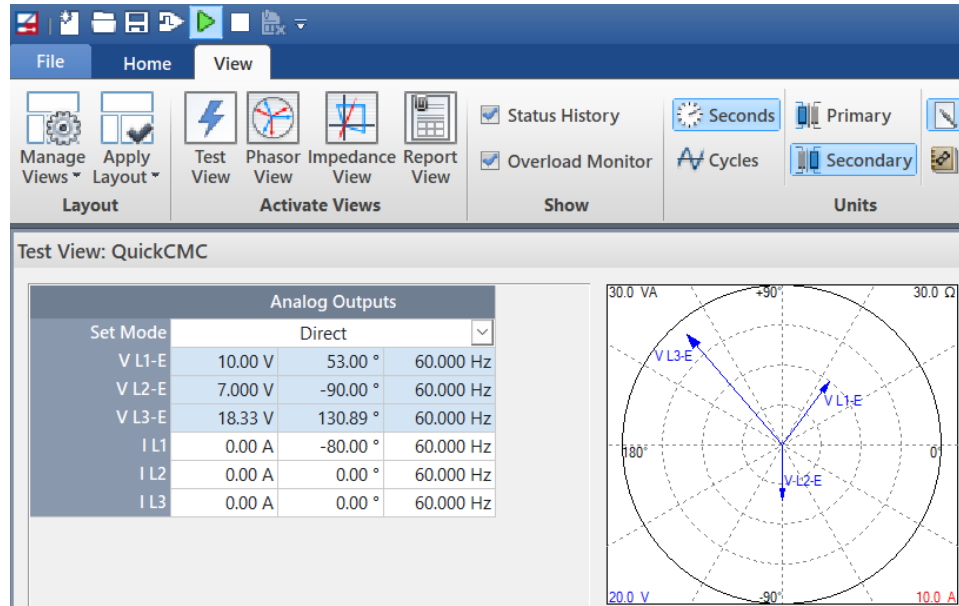 File Home View
Status History
Seconds
Primary
Manage Views
Apply Layout
Test View
Phasor View
Impedance View
Report View
Overload Monitor
Cycles
Secondary
Layout
Activate Views
Show
Units
Test View: QuickCMC
Analog Outputs
Set Mode Direct
V L1-E 10.00 V 53.00 ° 60.000 Hz
V L2-E 7.000 V -90.00 ° 60.000 Hz
V L3-E 18.33 V 130.89 ° 60.000 Hz
I L1 0.00 A -80.00 ° 60.000 Hz
I L2 0.00 A 0.00 ° 60.000 Hz
I L3 0.00 A 0.00 ° 60.000 Hz
30.0 VA +90° 30.0 Ω
V L3-E
V L1-E
180° 0°
V-L2-E
20.0 V -90° 10.0 A